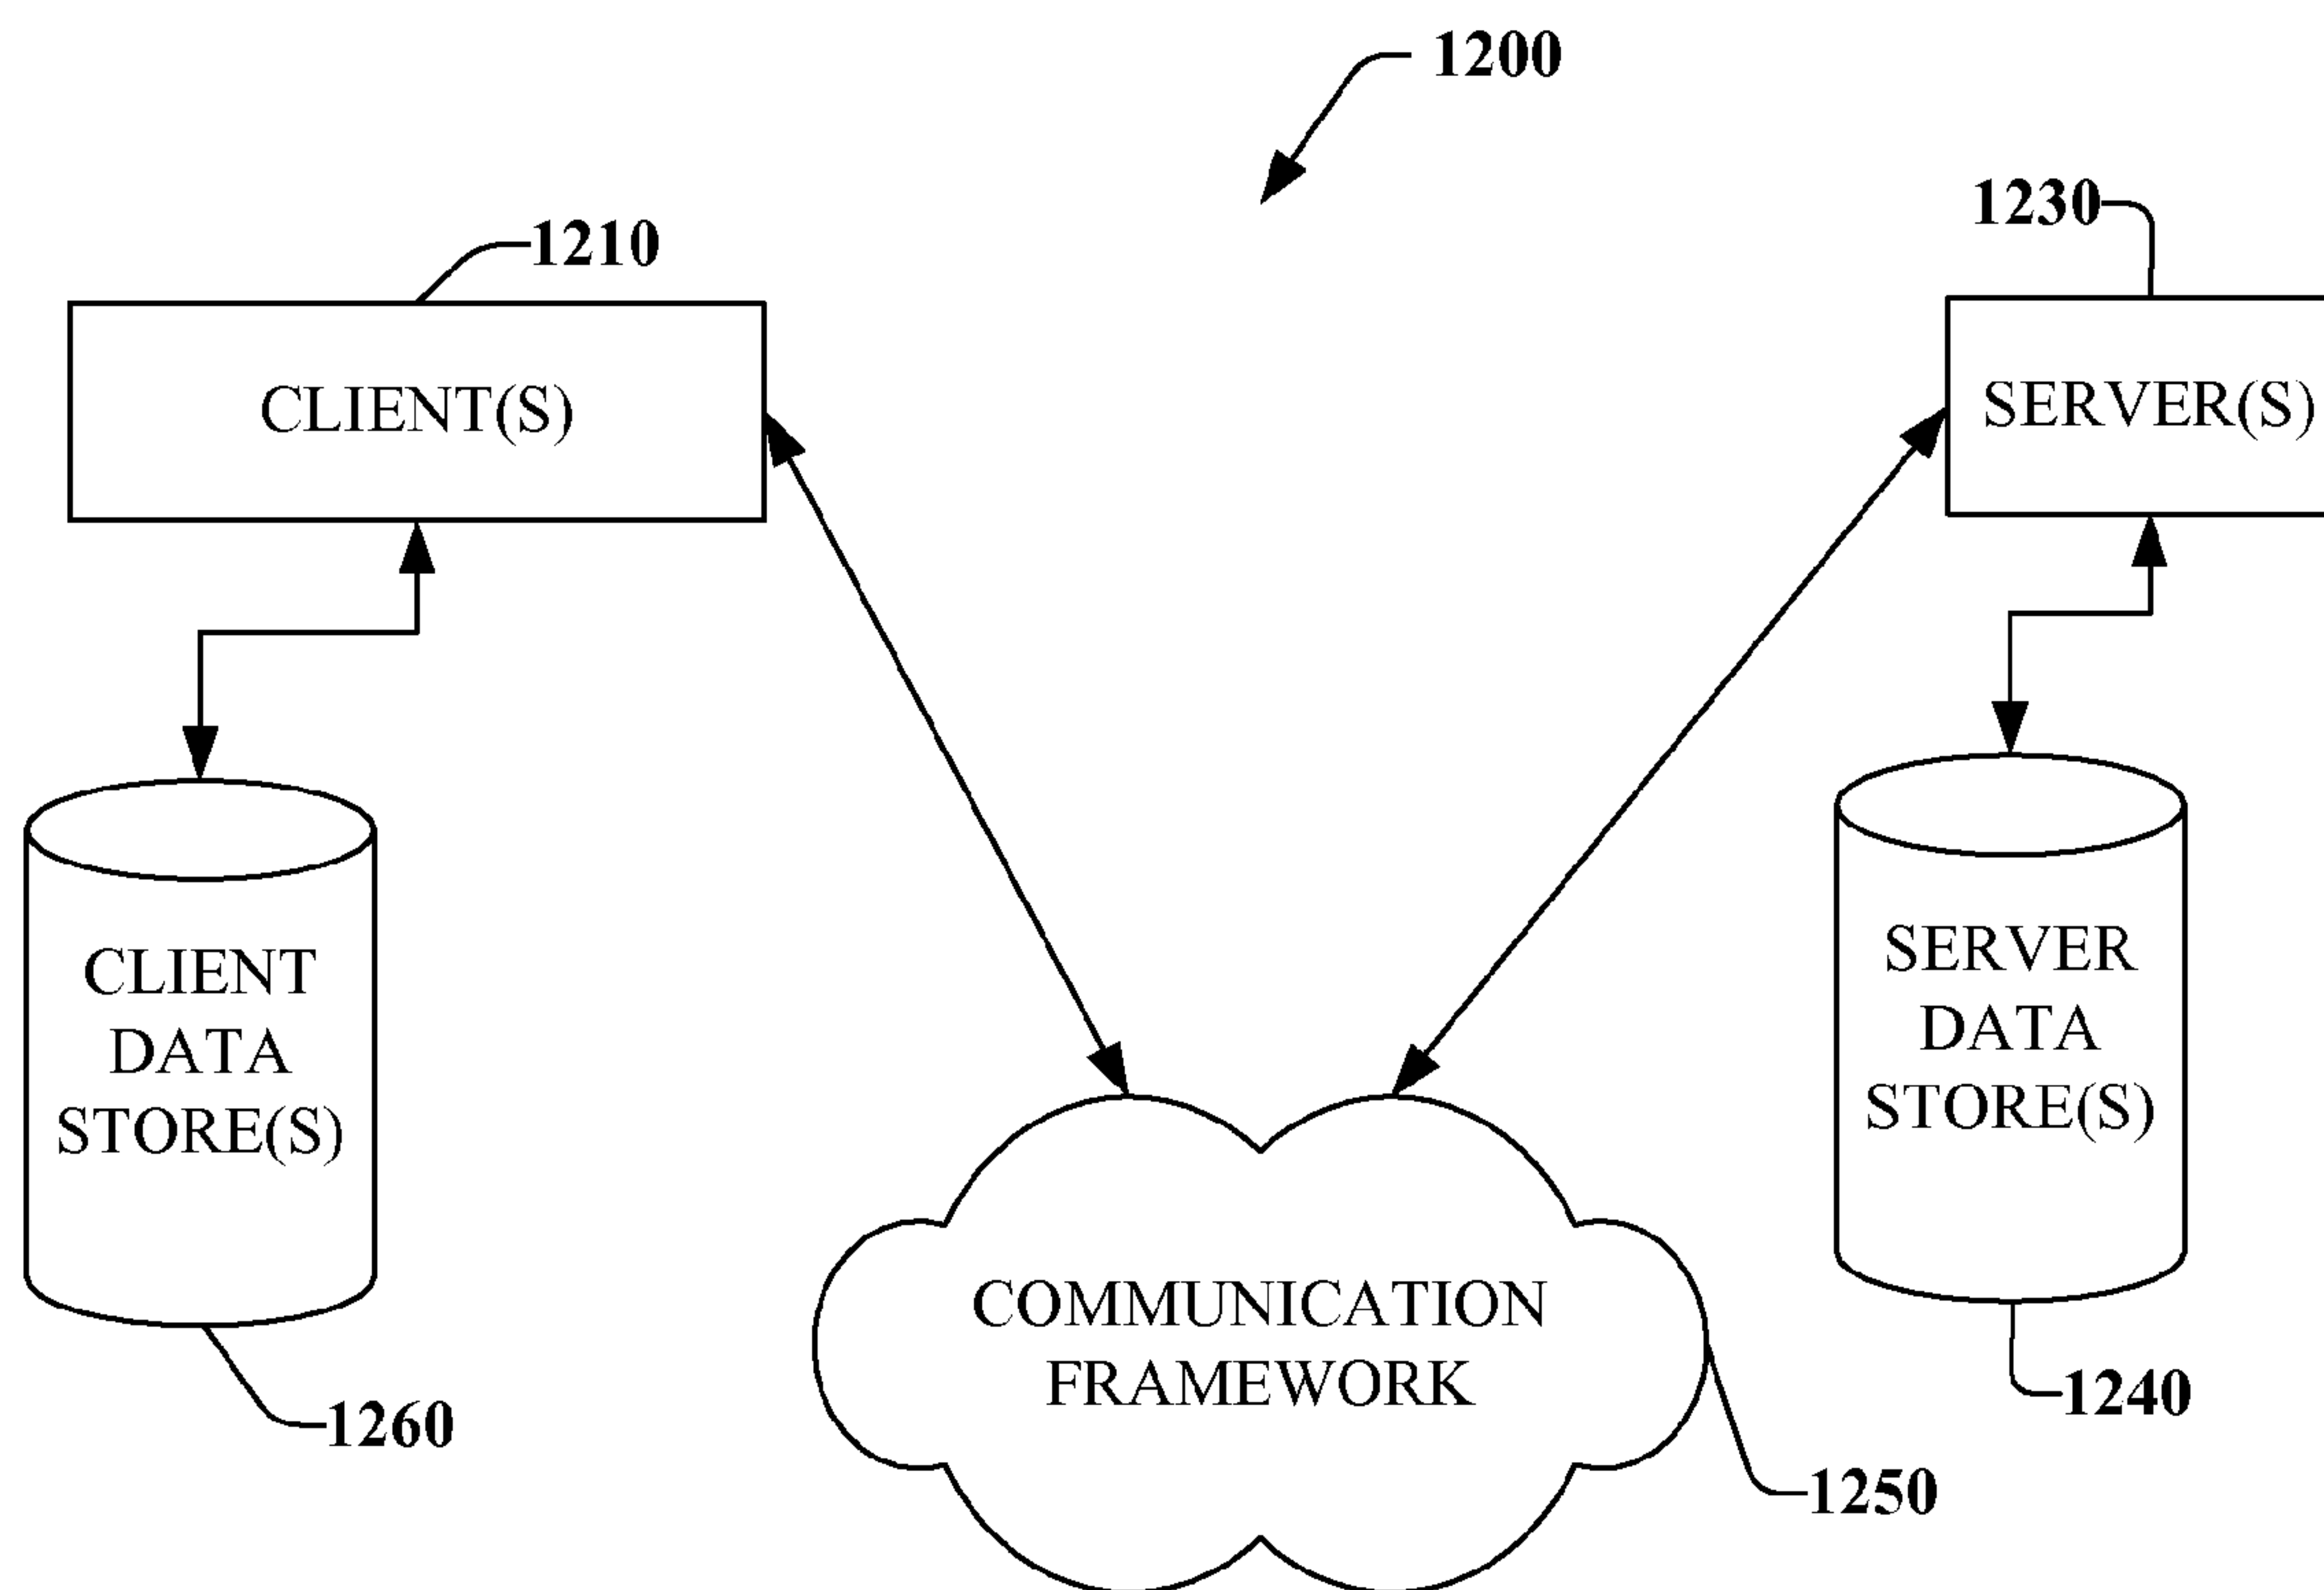 1200
1230
1210
CLIENT(S)
SERVER(S)
CLIENT
DATA
STORE(S)
SERVER
DATA
STORE(S)
COMMUNICATION
FRAMEWORK
1260
1240
1250